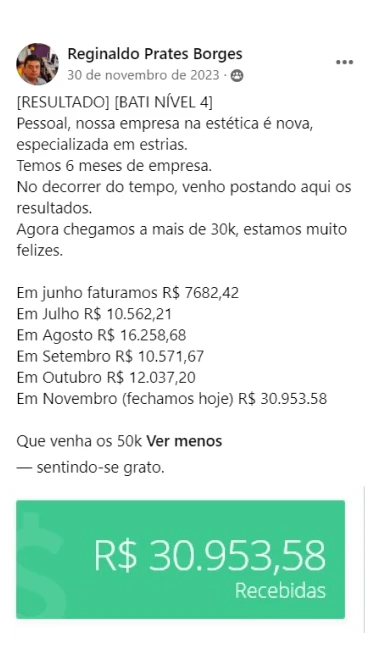 Reginaldo Prates Borges
30 de novembro de 2023 ·
[RESULTADO] [BATI NÍVEL 4]
Pessoal, nossa empresa na estética é nova,
especializada em estrias.
Temos 6 meses de empresa.
No decorrer do tempo, venho postando aqui os
resultados.
Agora chegamos a mais de 30k, estamos muito
felizes.
Em junho faturamos R$ 7682,42
Em Julho R$ 10.562,21
Em Agosto R$ 16.258,68
Em Setembro R$ 10.571,67
Em Outubro R$ 12.037,20
Em Novembro (fechamos hoje) R$ 30.953.58
Que venha os 50k Ver menos
— sentindo-se grato.
R$ 30.953,58
Recebidas